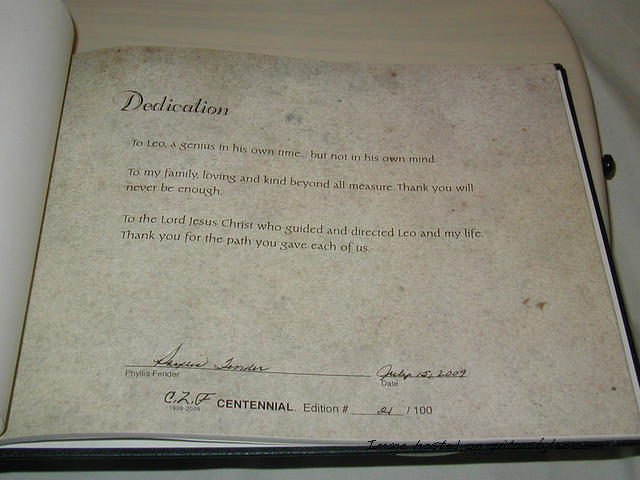 Dedication
To Leo, a genius in his own time... but not in his own mind.
To my family, loving and kind beyond all measure. Thank you will
never be enough.
To the Lord Jesus Christ who guided and directed Leo and my life.
Thank you for the path you gave each of us.
Phyllis Fender July 15, 2009
Phyllis Fender Date
C.L.F CENTENNIAL. Edition # 21 / 100
1909-2009
Image hosted on